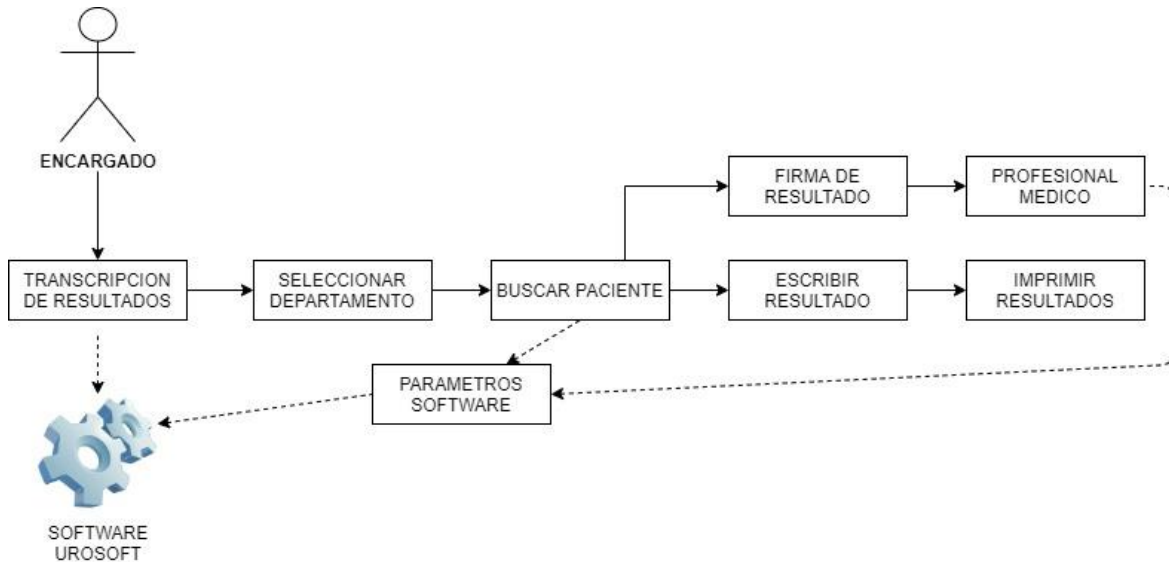 ENCARGADO
FIRMA DE
RESULTADO
PROFESIONAL
MEDICO
TRANSCRIPCION
DE RESULTADOS
SELECCIONAR
DEPARTAMENTO
BUSCAR PACIENTE
ESCRIBIR
RESULTADO
IMPRIMIR
RESULTADOS
PARAMETROS
SOFTWARE
SOFTWARE
UROSOFT